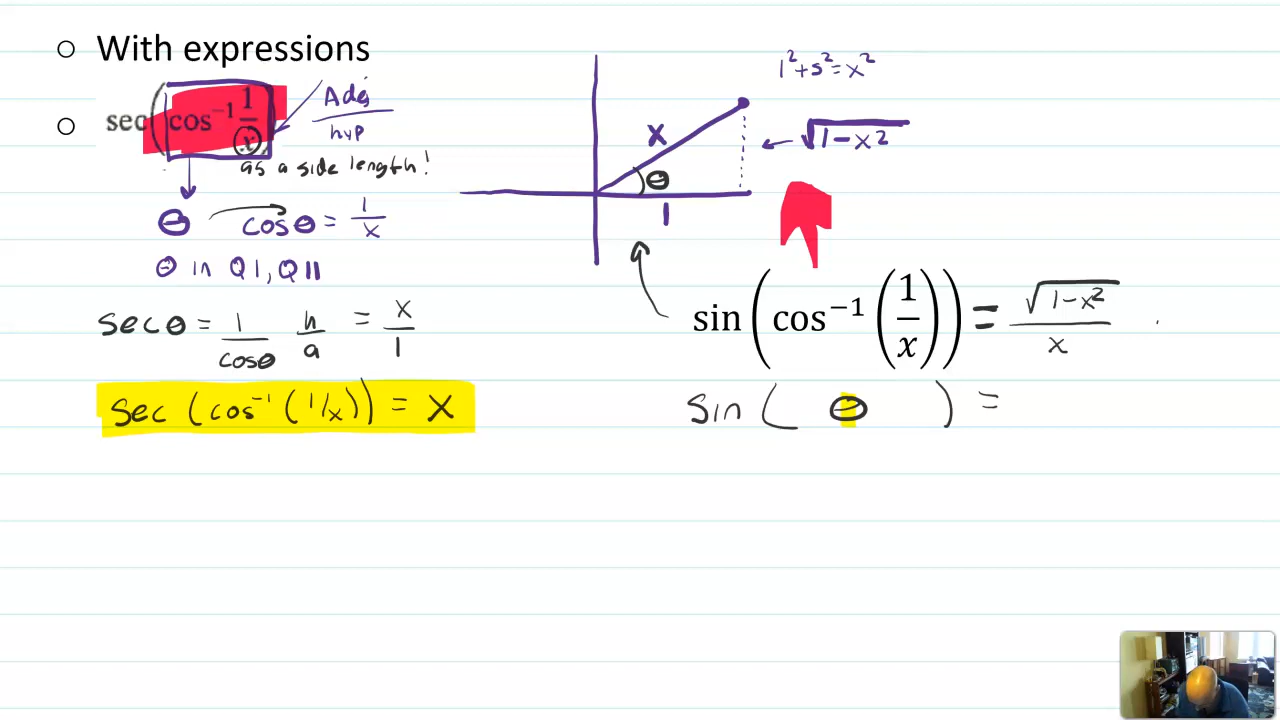 With expressions
sec(cos⁻¹ 1/x)
Adj/hyp
as a side length!
θ cosθ = 1/x
θ in QI, QII
secθ = 1/cosθ h/a = x/1
sec (cos⁻¹ (1/x)) = x
1² + s² = x²
x
← √1-x²
θ
1
sin(cos⁻¹(1/x)) = √1-x²/x
sin ( θ ) =